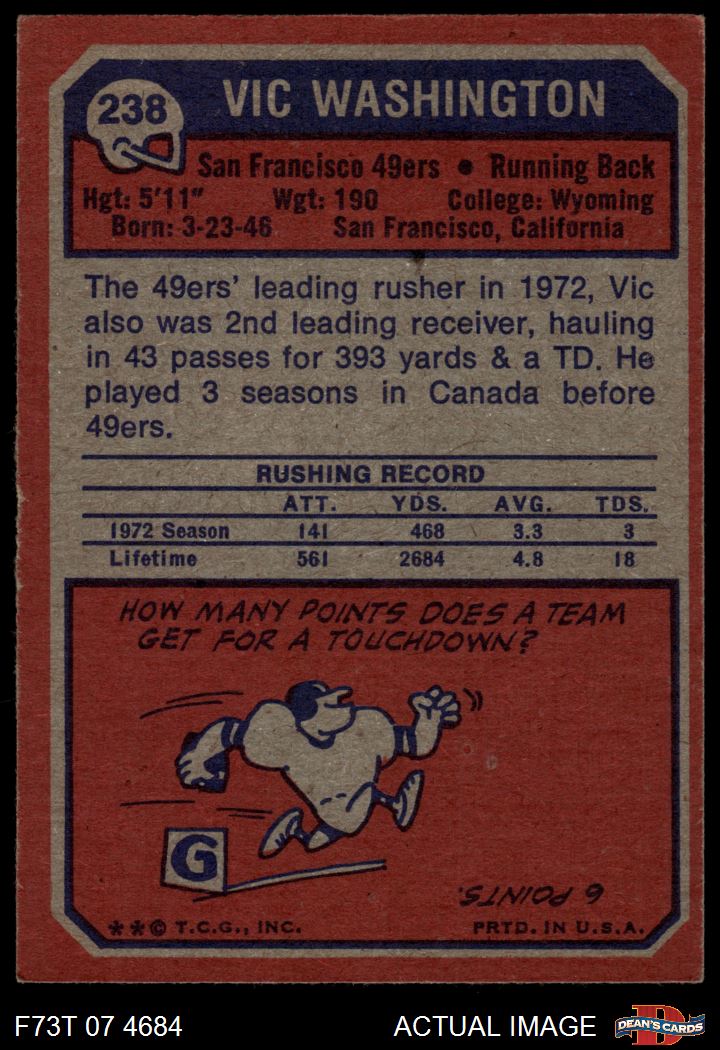 238
VIC WASHINGTON
San Francisco 49ers • Running Back
Hgt: 5'11" Wgt: 190 College: Wyoming
Born: 3-23-46 San Francisco, California
The 49ers' leading rusher in 1972, Vic
also was 2nd leading receiver, hauling
in 43 passes for 393 yards & a TD. He
played 3 seasons in Canada before
49ers.
RUSHING RECORD
ATT. YDS. AVG. TDS.
1972 Season 141 468 3.3 3
Lifetime 561 2684 4.8 18
HOW MANY POINTS DOES A TEAM
GET FOR A TOUCHDOWN?
G
6 POINTS.
**© T.C.G., INC. PRTD. IN U.S.A.
F73T 07 4684 ACTUAL IMAGE
D
DEAN'S CARDS